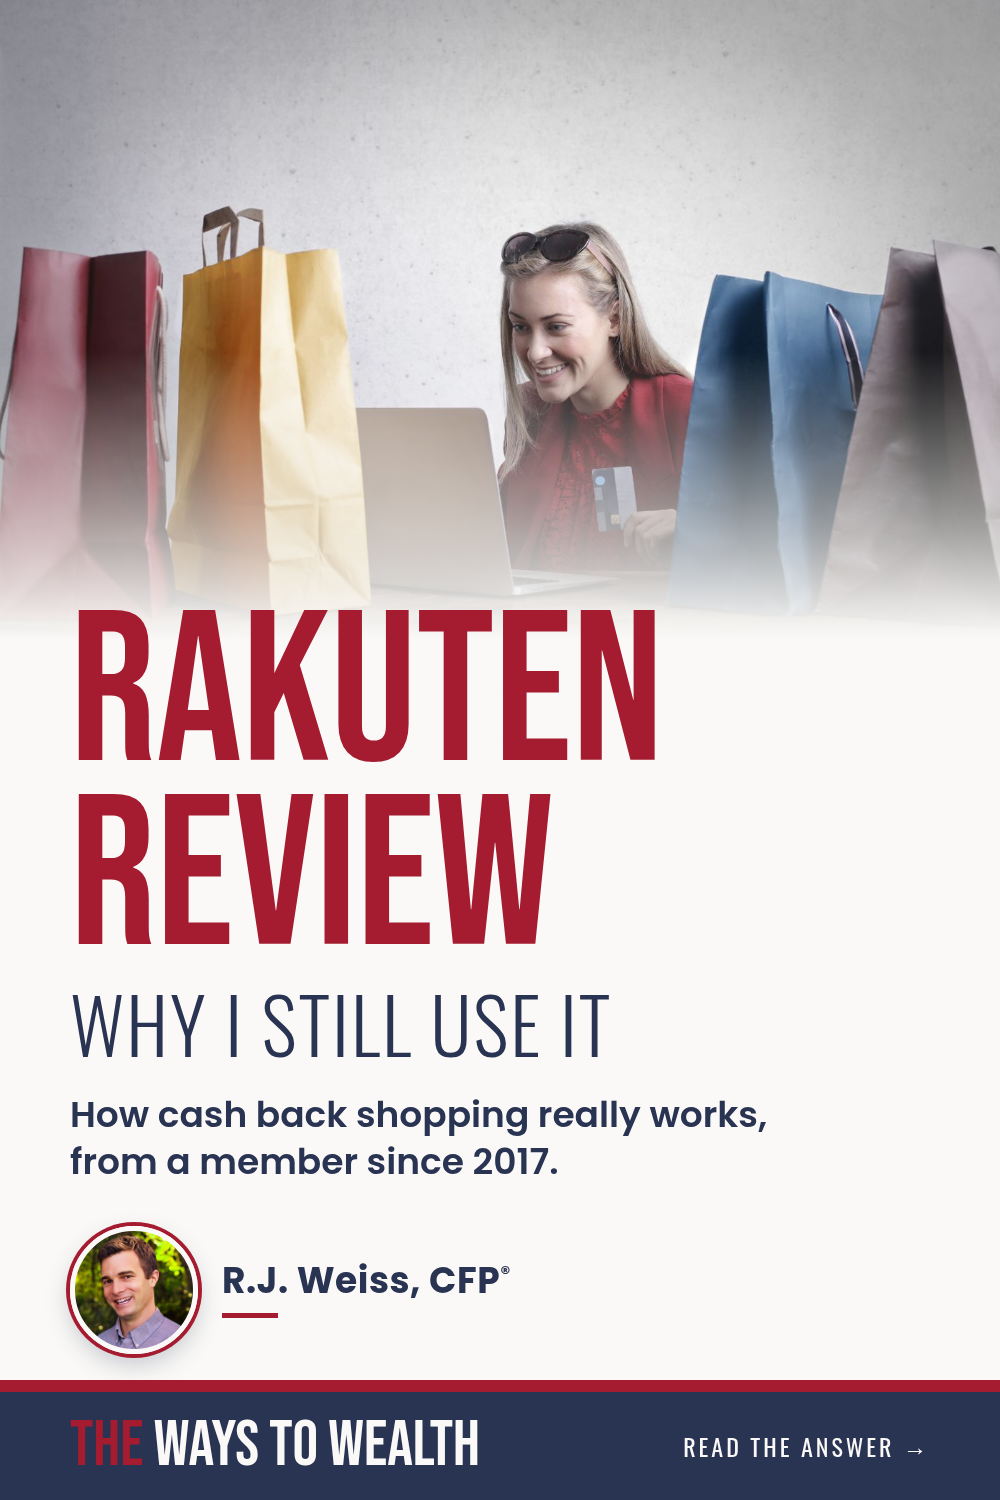 RAKUTEN
REVIEW
WHY I STILL USE IT
How cash back shopping really works,
from a member since 2017.
R.J. Weiss, CFP®
THE WAYS TO WEALTH
READ THE ANSWER →